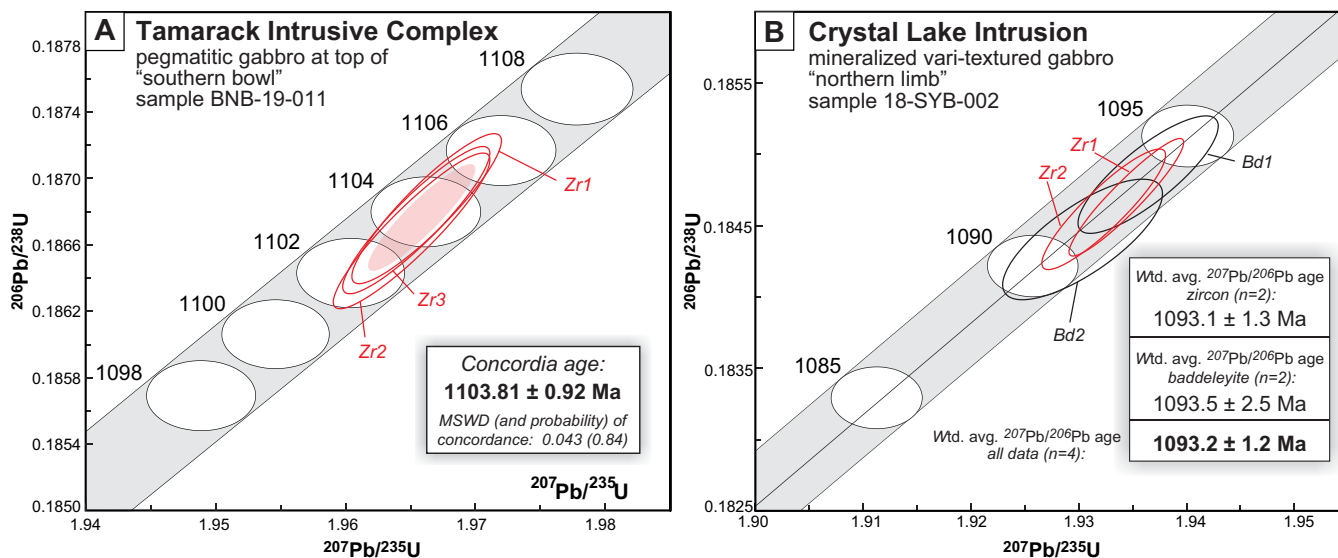 A Tamarack Intrusive Complex
pegmatitic gabbro at top of
“southern bowl”
sample BNB-19-011
0.1878
0.1874
0.1870
0.1866
0.1862
0.1858
0.1854
0.1850
206Pb/238U
1108
1106
1104
1102
1100
1098
Zr1
Zr3
Zr2
Concordia age:
1103.81 ± 0.92 Ma
MSWD (and probability) of
concordance: 0.043 (0.84)
207Pb/235U
1.94
1.95
1.96
1.97
1.98
207Pb/235U
B Crystal Lake Intrusion
mineralized vari-textured gabbro
“northern limb”
sample 18-SYB-002
0.1855
0.1845
0.1835
0.1825
206Pb/238U
1095
1090
1085
Zr1
Zr2
Bd1
Bd2
Wtd. avg. 207Pb/206Pb age
zircon (n=2):
1093.1 ± 1.3 Ma
Wtd. avg. 207Pb/206Pb age
baddeleyite (n=2):
1093.5 ± 2.5 Ma
Wtd. avg. 207Pb/206Pb age
all data (n=4):
1093.2 ± 1.2 Ma
1.90
1.91
1.92
1.93
1.94
1.95
207Pb/235U